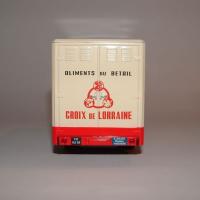 ALIMENTS DU BETAIL
CROIX DE LORRAINE